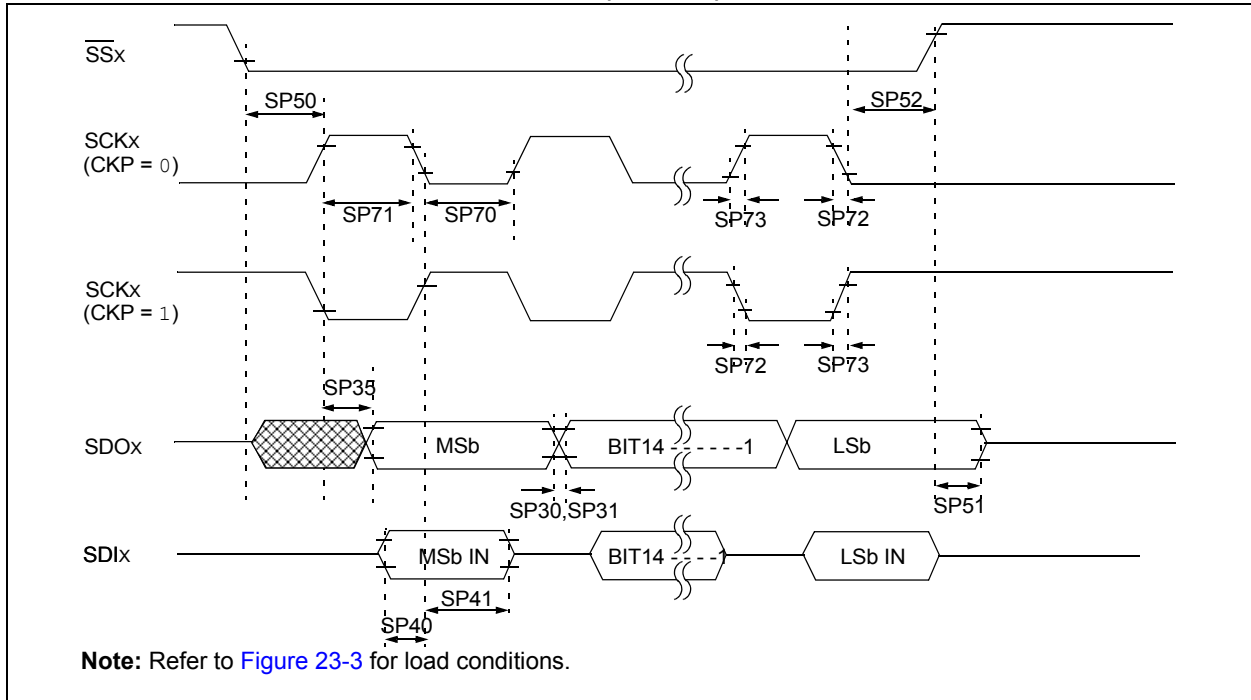 SSx
SP50
SP52
SCKx
(CKP = 0)
SP71
SP70
SP73
SP72
SCKx
(CKP = 1)
SP72
SP73
SP35
SDOx
MSb
BIT14 - - - - - -1
LSb
SP30,SP31
SP51
SDIx
MSb IN
BIT14 - - - - -1
LSb IN
SP41
SP40
Note: Refer to Figure 23-3 for load conditions.